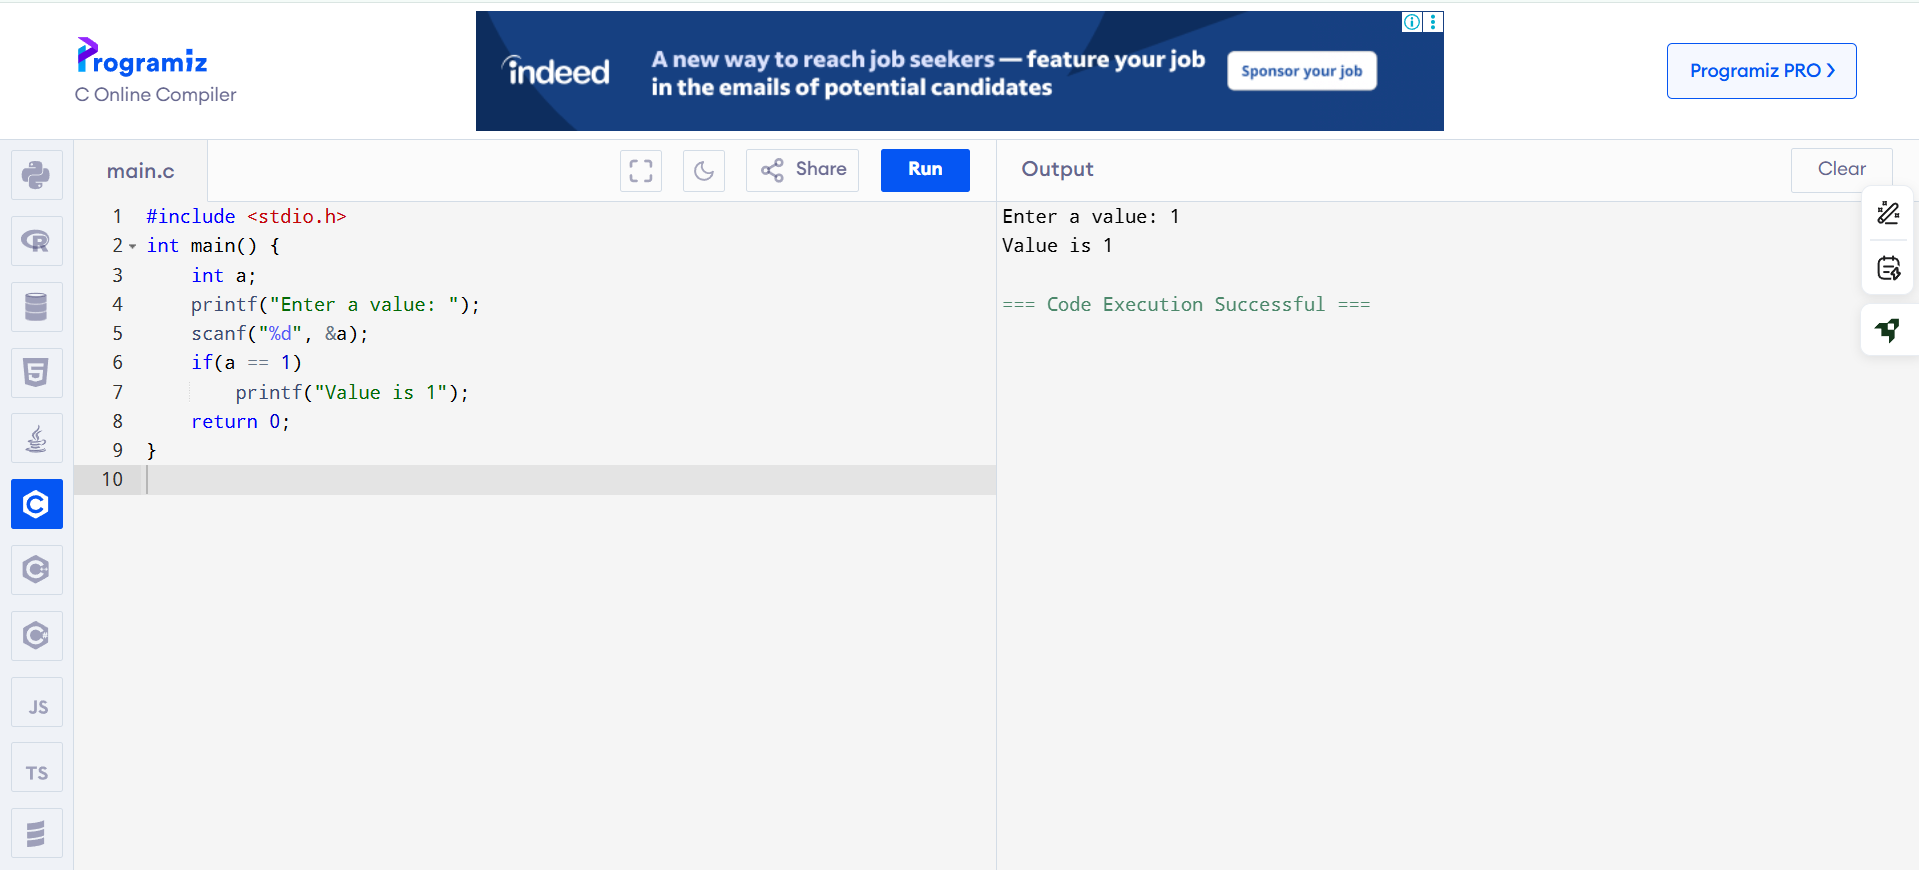 Programiz
C Online Compiler
indeed
A new way to reach job seekers — feature your job
in the emails of potential candidates
Sponsor your job
Programiz PRO
main.c
Share
Run
Output
Clear
1 #include <stdio.h>
2 int main() {
3     int a;
4     printf("Enter a value: ");
5     scanf("%d", &a);
6     if(a == 1)
7         printf("Value is 1");
8     return 0;
9 }
10
Enter a value: 1
Value is 1
=== Code Execution Successful ===
R
5
C
C
C#
JS
TS